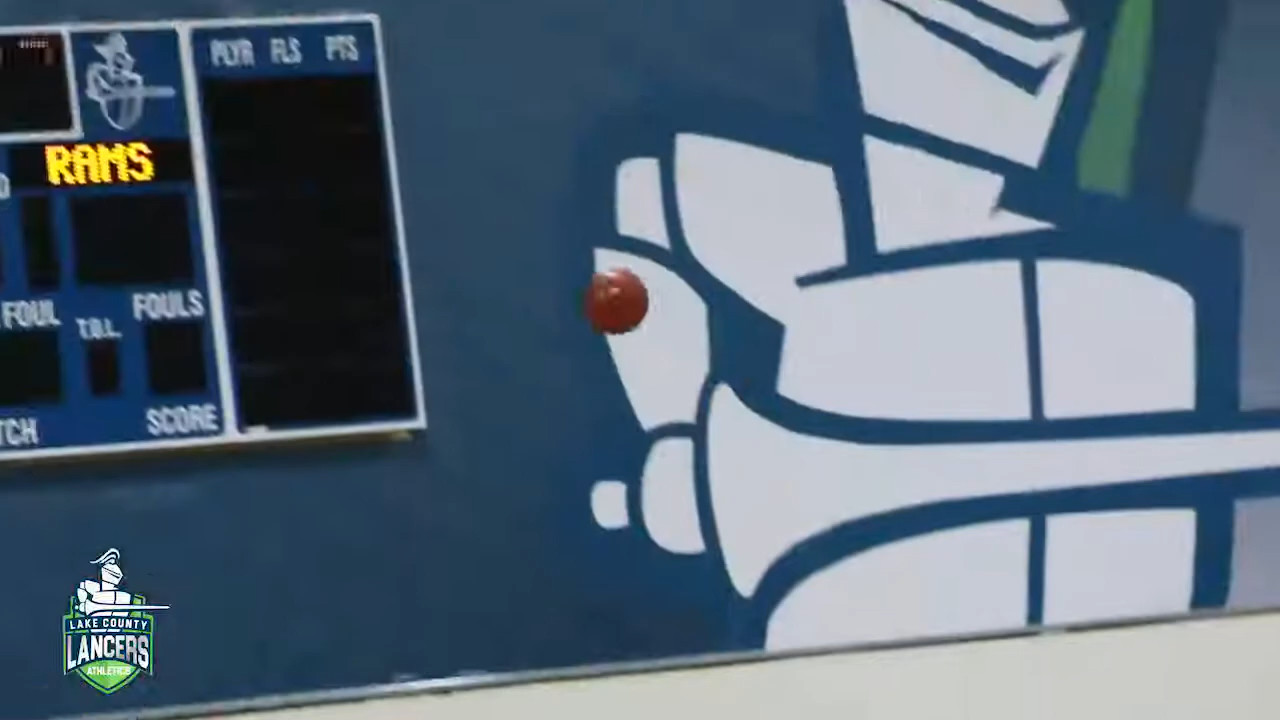 PLYR FLS PTS
RAMS
FOUL T.O.L. FOULS
TCH SCORE
LAKE COUNTY
LANCERS
ATHLETICS